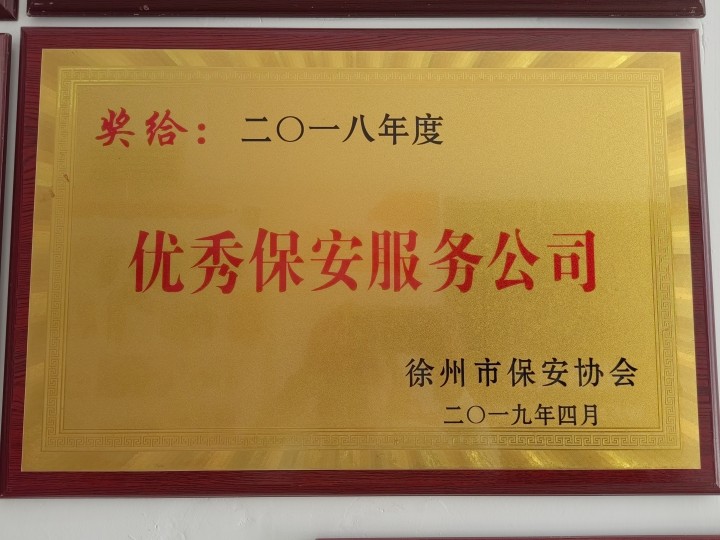 奖给：二〇一八年度
优秀保安服务公司
徐州市保安协会
二〇一九年四月